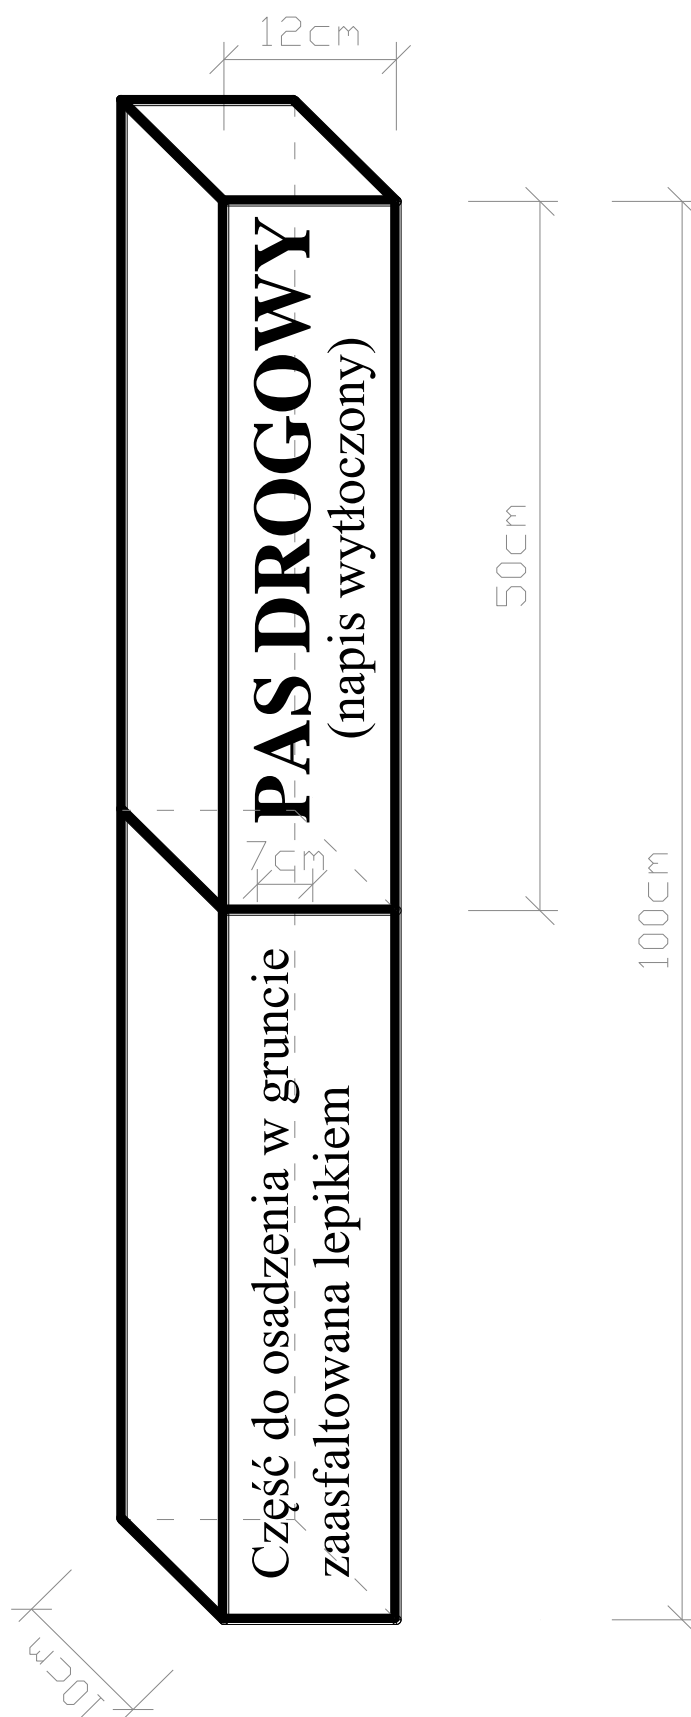 12cm
PAS DROGOWY
(napis wytłoczony)
50cm
7cm
100cm
Część do osadzenia w gruncie
zaasfaltowana lepikiem
10cm